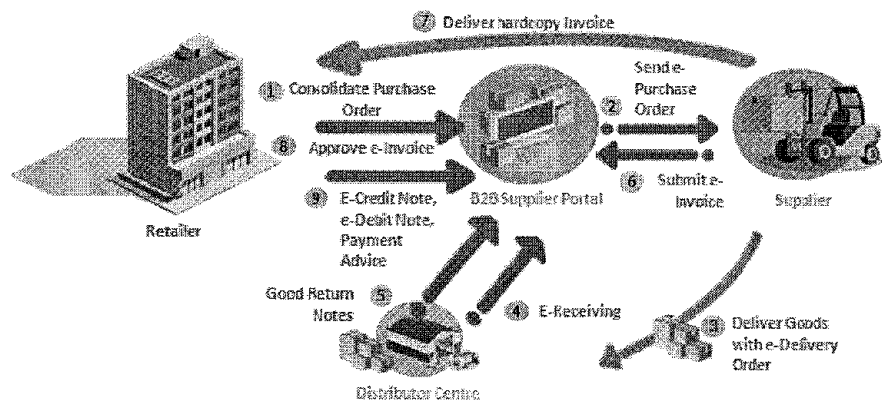 7 Deliver hardcopy Invoice
1 Consolidate Purchase
Order
2 Send e-
Purchase
Order
8 Approve e-Invoice
9 E-Credit Note,
e-Debit Note,
Payment
Advice
B2B Supplier Portal
6 Submit e-
Invoice
Supplier
Retailer
Good Return
Notes
5
4 E-Receiving
3 Deliver Goods
with e-Delivery
Order
Distributor Centre